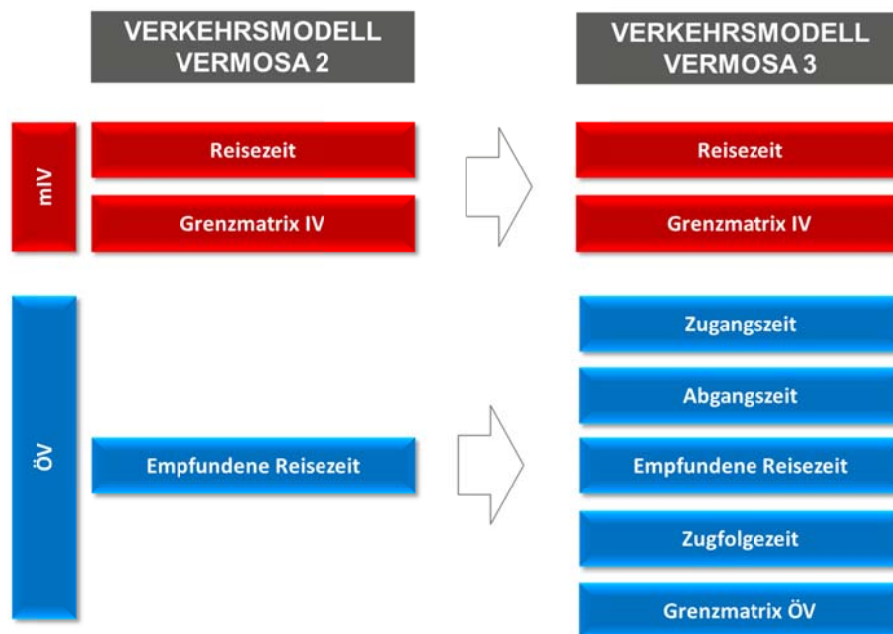 VERKEHRSMODELL
VERMOSA 2
VERKEHRSMODELL
VERMOSA 3
mIV
Reisezeit
Reisezeit
Grenzmatrix IV
Grenzmatrix IV
ÖV
Zugangszeit
Abgangszeit
Empfundene Reisezeit
Empfundene Reisezeit
Zugfolgezeit
Grenzmatrix ÖV